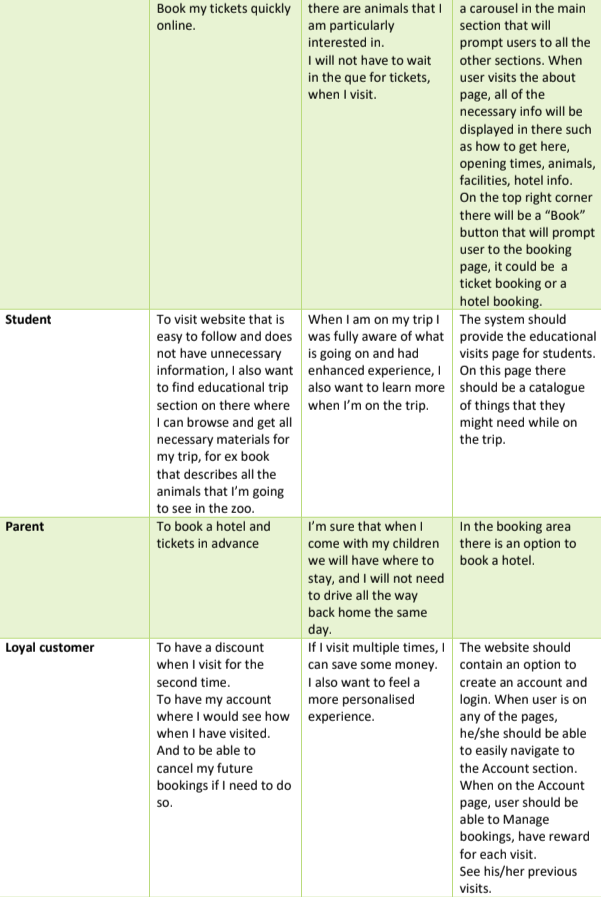 Book my tickets quickly
online.
there are animals that I
am particularly
interested in.
I will not have to wait
in the que for tickets,
when I visit.
a carousel in the main
section that will
prompt users to all the
other sections. When
user visits the about
page, all of the
necessary info will be
displayed in there such
as how to get here,
opening times, animals,
facilities, hotel info.
On the top right corner
there will be a “Book”
button that will prompt
user to the booking
page, it could be  a
ticket booking or a
hotel booking.
Student
To visit website that is
easy to follow and does
not have unnecessary
information, I also want
to find educational trip
section on there where
I can browse and get all
necessary materials for
my trip, for ex book
that describes all the
animals that I’m going
to see in the zoo.
When I am on my trip I
was fully aware of what
is going on and had
enhanced experience, I
also want to learn more
when I’m on the trip.
The system should
provide the educational
visits page for students.
On this page there
should be a catalogue
of things that they
might need while on
the trip.
Parent
To book a hotel and
tickets in advance
I’m sure that when I
come with my children
we will have where to
stay, and I will not need
to drive all the way
back home the same
day.
In the booking area
there is an option to
book a hotel.
Loyal customer
To have a discount
when I visit for the
second time.
To have my account
where I would see how
when I have visited.
And to be able to
cancel my future
bookings if I need to do
so.
If I visit multiple times, I
can save some money.
I also want to feel a
more personalised
experience.
The website should
contain an option to
create an account and
login. When user is on
any of the pages,
he/she should be able
to easily navigate to
the Account section.
When on the Account
page, user should be
able to Manage
bookings, have reward
for each visit.
See his/her previous
visits.